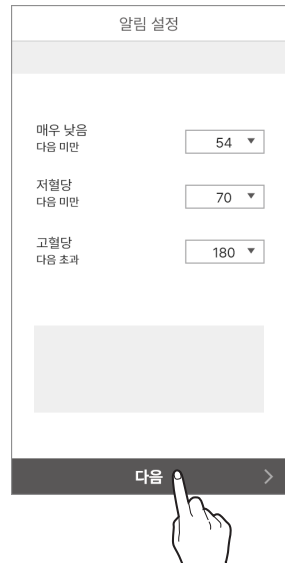 알림 설정
매우 낮음
다음 미만
54
저혈당
다음 미만
70
고혈당
다음 초과
180
다음